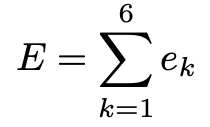 E = \sum_{k=1}^{6} e_k